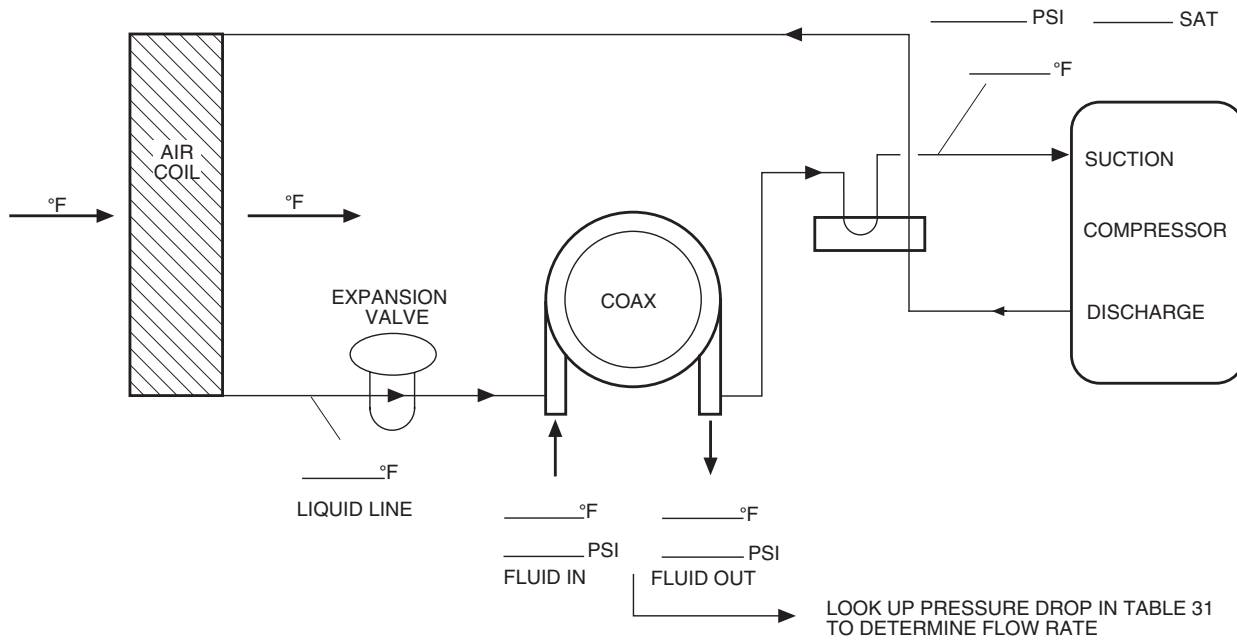 PSI SAT
°F
AIR
COIL
SUCTION
°F
°F
COMPRESSOR
EXPANSION
VALVE
COAX
DISCHARGE
°F
LIQUID LINE
°F
°F
PSI
PSI
FLUID IN
FLUID OUT
LOOK UP PRESSURE DROP IN TABLE 31
TO DETERMINE FLOW RATE